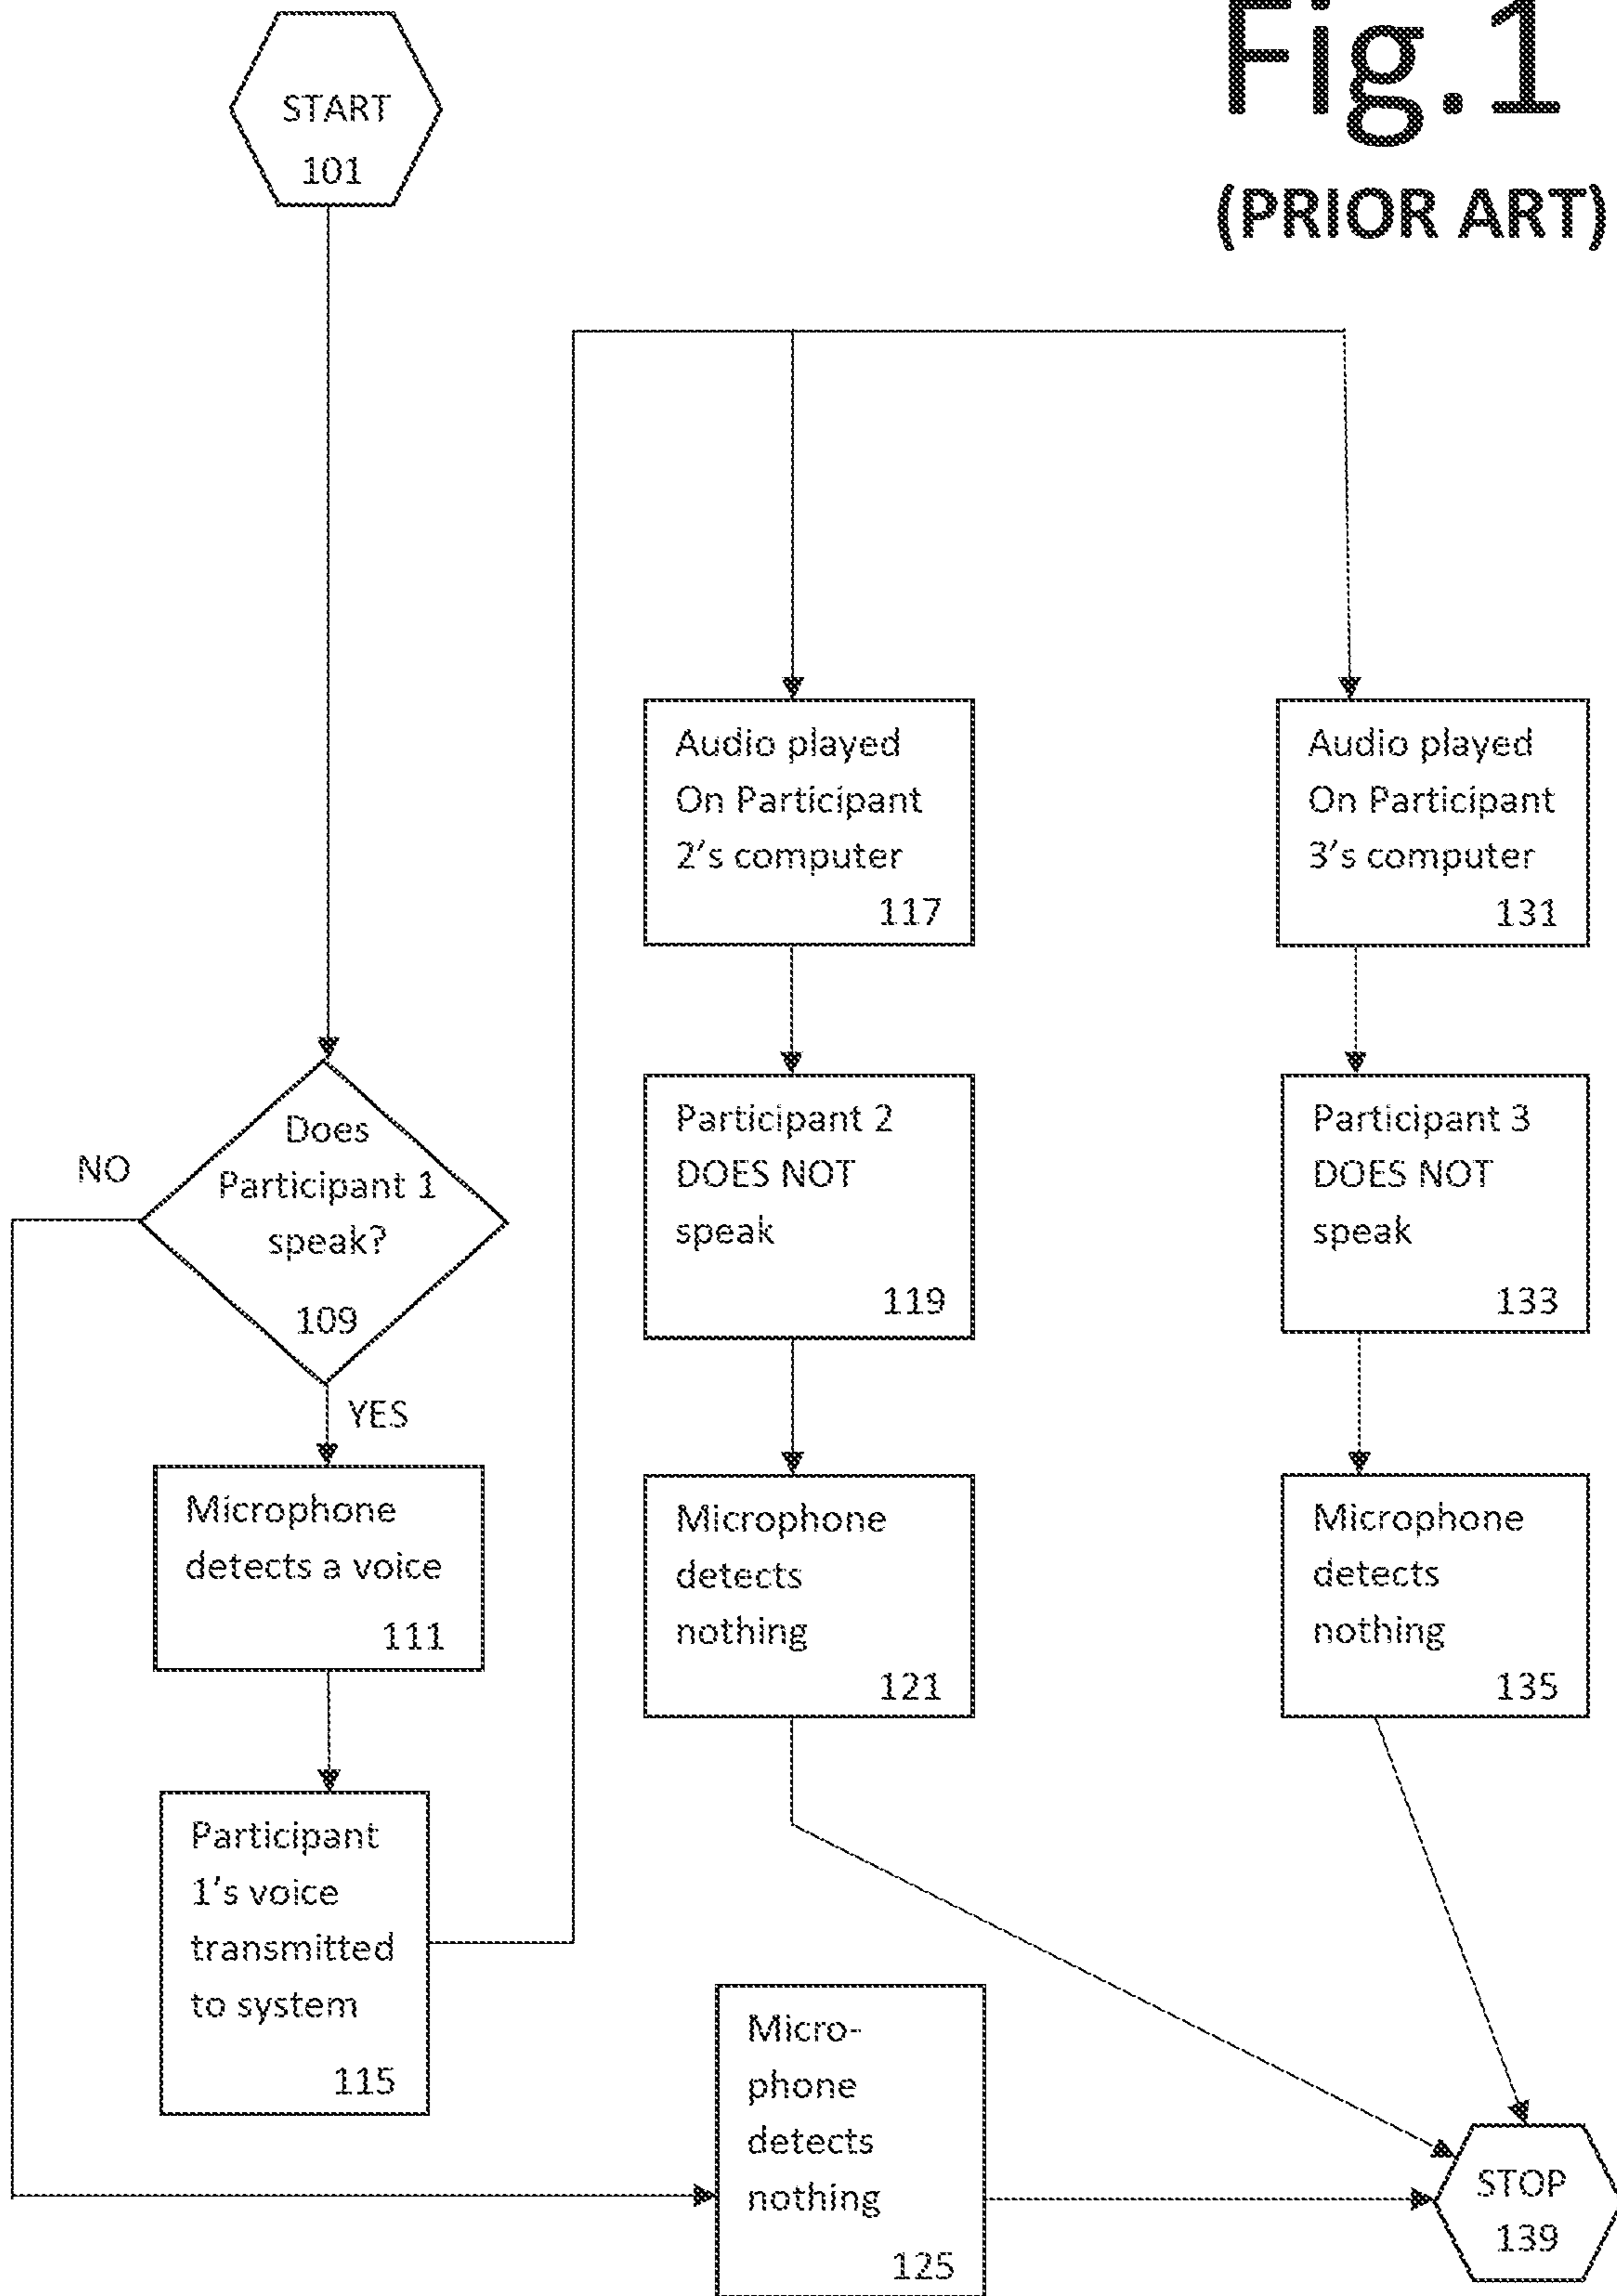 Fig.1
(PRIOR ART)
START
101
Does
Participant 1
speak?
109
NO
YES
Microphone
detects a voice
111
Participant
1's voice
transmitted
to system
115
Audio played
On Participant
2's computer
117
Participant 2
DOES NOT
speak
119
Microphone
detects
nothing
121
Audio played
On Participant
3's computer
131
Participant 3
DOES NOT
speak
133
Microphone
detects
nothing
135
Micro-
phone
detects
nothing
125
STOP
139